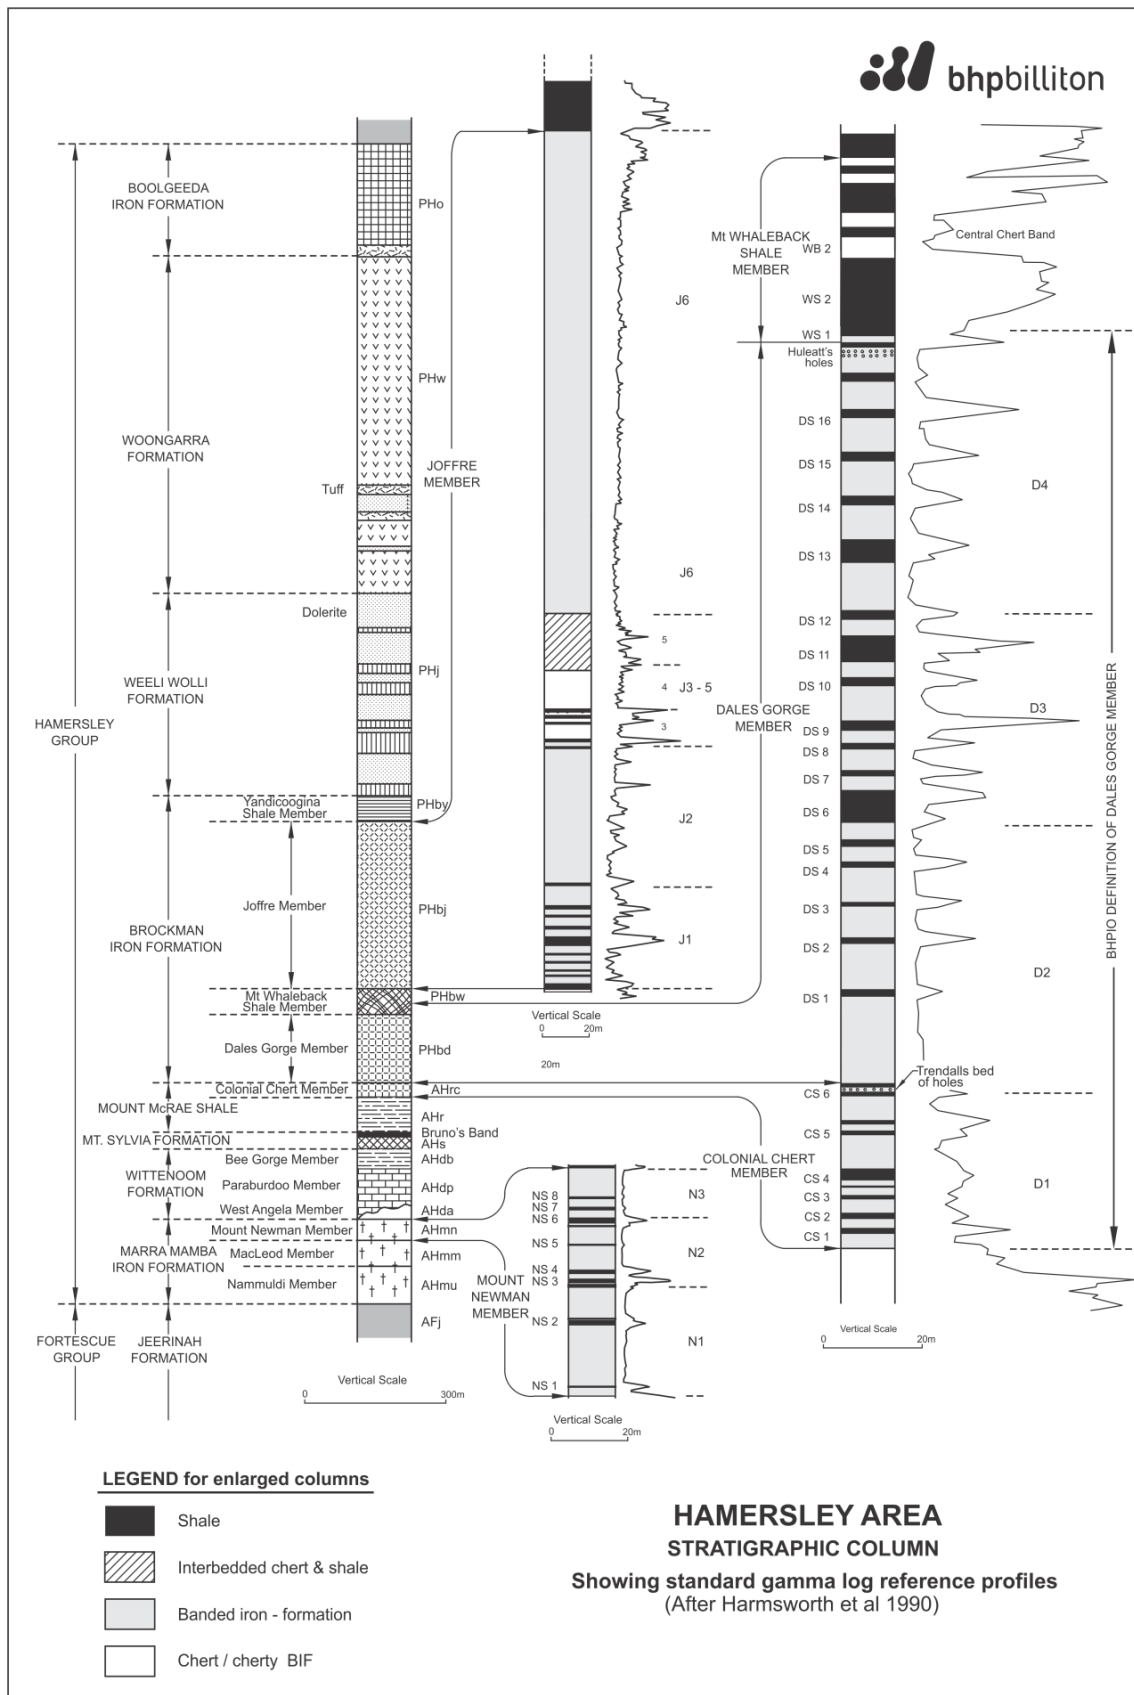 bhpbilliton
BOOLGEEDA
IRON FORMATION
WOONGARRA
FORMATION
WEELI WOLLI
FORMATION
HAMERSLEY
GROUP
BROCKMAN
IRON FORMATION
MOUNT McRAE SHALE
MT. SYLVIA FORMATION
WITTENOOM
FORMATION
MARRA MAMBA
IRON FORMATION
FORTESCUE
GROUP
JEERINAH
FORMATION
Tuff
Dolerite
Yandicoogina
Shale Member
Joffre Member
Mt Whaleback
Shale Member
Dales Gorge Member
Colonial Chert Member
Bee Gorge Member
Paraburdoo Member
West Angela Member
Mount Newman Member
MacLeod Member
Nammuldi Member
PHo
PHw
PHj
PHby
PHbj
PHbw
PHbd
AHrc
AHr
Bruno's Band
AHs
AHdb
AHdp
AHda
AHmn
AHmm
AHmu
AFj
Vertical Scale
0 300m
JOFFRE
MEMBER
J6
J6
5
4 J3 - 5
3
J2
J1
Vertical Scale
0 20m
20m
MOUNT
NEWMAN
MEMBER
NS 8
NS 7
NS 6
NS 5
NS 4
NS 3
NS 2
NS 1
N3
N2
N1
Vertical Scale
0 20m
Mt WHALEBACK
SHALE
MEMBER
DALES GORGE
MEMBER
COLONIAL CHERT
MEMBER
WB 2
WS 2
WS 1
Huleatt's
holes
DS 16
DS 15
DS 14
DS 13
DS 12
DS 11
DS 10
DS 9
DS 8
DS 7
DS 6
DS 5
DS 4
DS 3
DS 2
DS 1
CS 6
CS 5
CS 4
CS 3
CS 2
CS 1
Central Chert Band
D4
D3
D2
Trendalls bed
of holes
D1
BHPIO DEFINITION OF DALES GORGE MEMBER
Vertical Scale
0 20m
LEGEND for enlarged columns
Shale
Interbedded chert & shale
Banded iron - formation
Chert / cherty BIF
HAMERSLEY AREA
STRATIGRAPHIC COLUMN
Showing standard gamma log reference profiles
(After Harmsworth et al 1990)